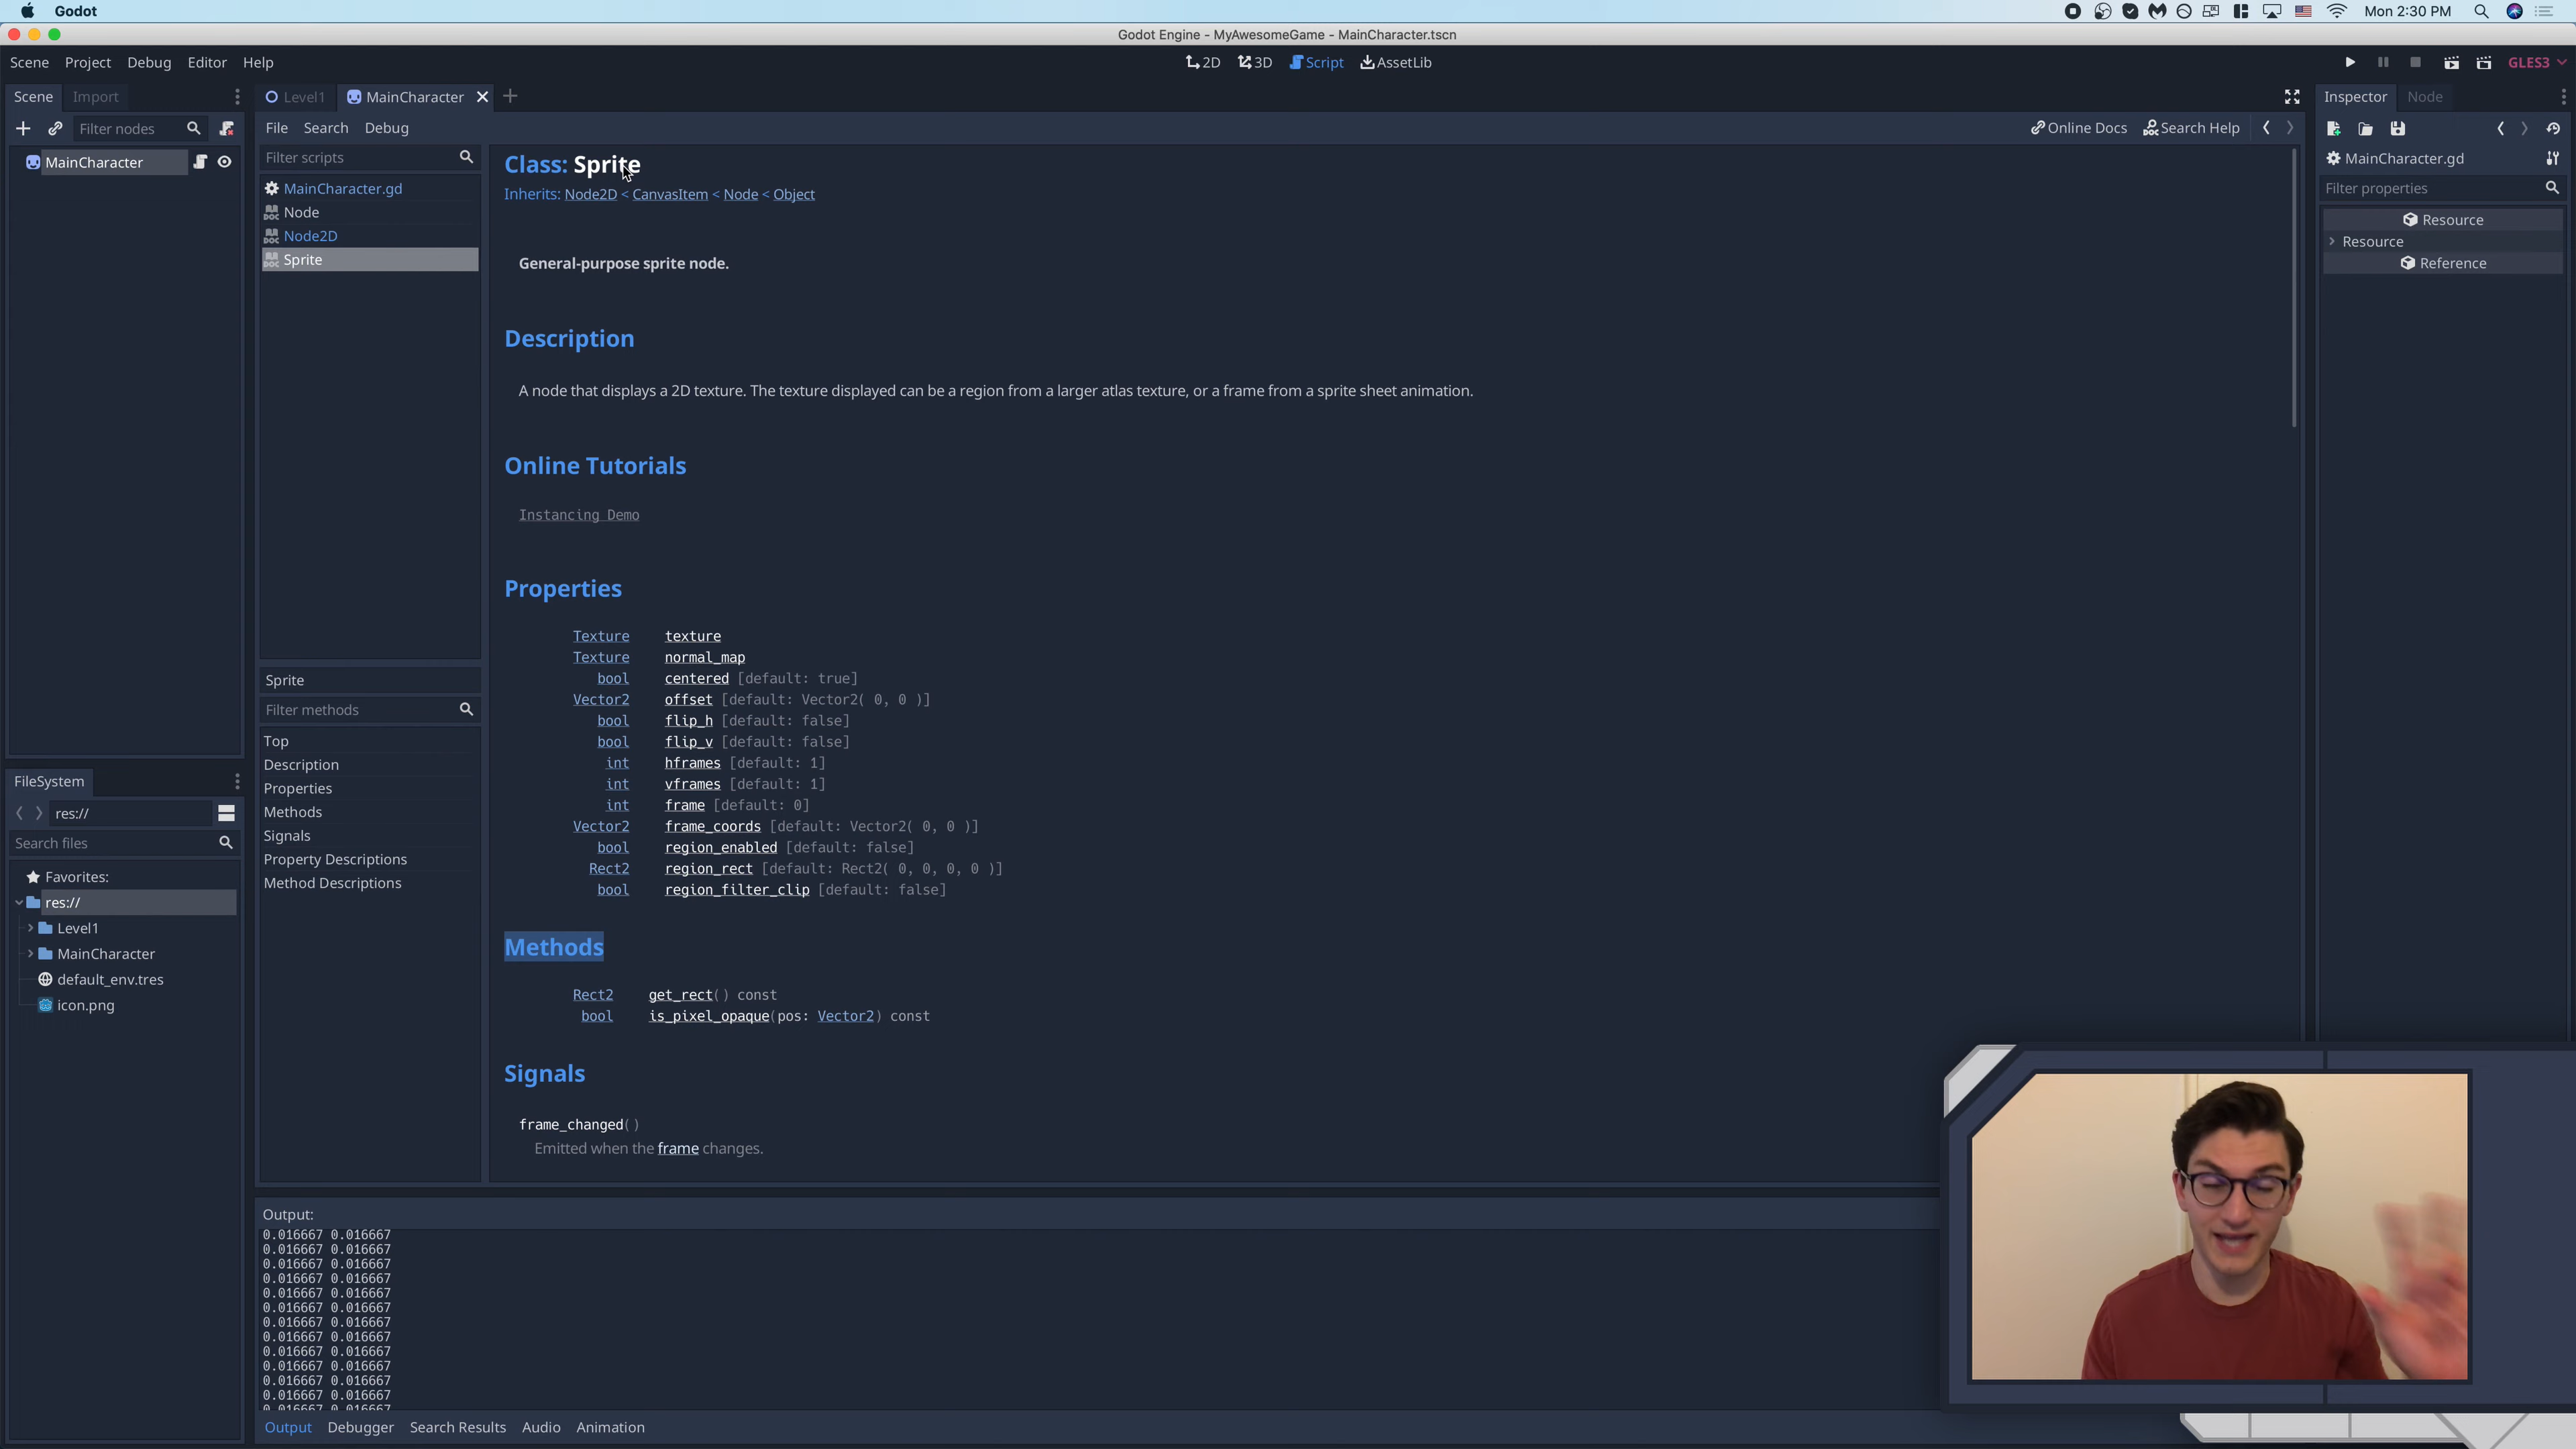 Godot
Mon 2:30 PM
Godot Engine - MyAwesomeGame - MainCharacter.tscn
Scene Project Debug Editor Help
2D 3D Script AssetLib
GLES3
Scene Import
Filter nodes
MainCharacter
Level1 MainCharacter
File Search Debug
Online Docs Search Help
Filter scripts
MainCharacter.gd
Node
Node2D
Sprite
Sprite
Filter methods
Top
Description
Properties
Methods
Signals
Property Descriptions
Method Descriptions
FileSystem
res://
Search files
Favorites:
res://
Level1
MainCharacter
default_env.tres
icon.png
Class: Sprite
Inherits: Node2D < CanvasItem < Node < Object
General-purpose sprite node.
Description
A node that displays a 2D texture. The texture displayed can be a region from a larger atlas texture, or a frame from a sprite sheet animation.
Online Tutorials
Instancing Demo
Properties
Texture texture
Texture normal_map
bool centered [default: true]
Vector2 offset [default: Vector2( 0, 0 )]
bool flip_h [default: false]
bool flip_v [default: false]
int hframes [default: 1]
int vframes [default: 1]
int frame [default: 0]
Vector2 frame_coords [default: Vector2( 0, 0 )]
bool region_enabled [default: false]
Rect2 region_rect [default: Rect2( 0, 0, 0, 0 )]
bool region_filter_clip [default: false]
Methods
Rect2 get_rect() const
bool is_pixel_opaque(pos: Vector2) const
Signals
frame_changed()
Emitted when the frame changes.
Output:
0.016667 0.016667
0.016667 0.016667
0.016667 0.016667
0.016667 0.016667
0.016667 0.016667
0.016667 0.016667
0.016667 0.016667
0.016667 0.016667
0.016667 0.016667
0.016667 0.016667
0.016667 0.016667
0.016667 0.016667
0.016667 0.016667
Output Debugger Search Results Audio Animation
Inspector Node
MainCharacter.gd
Filter properties
Resource
Resource
Reference